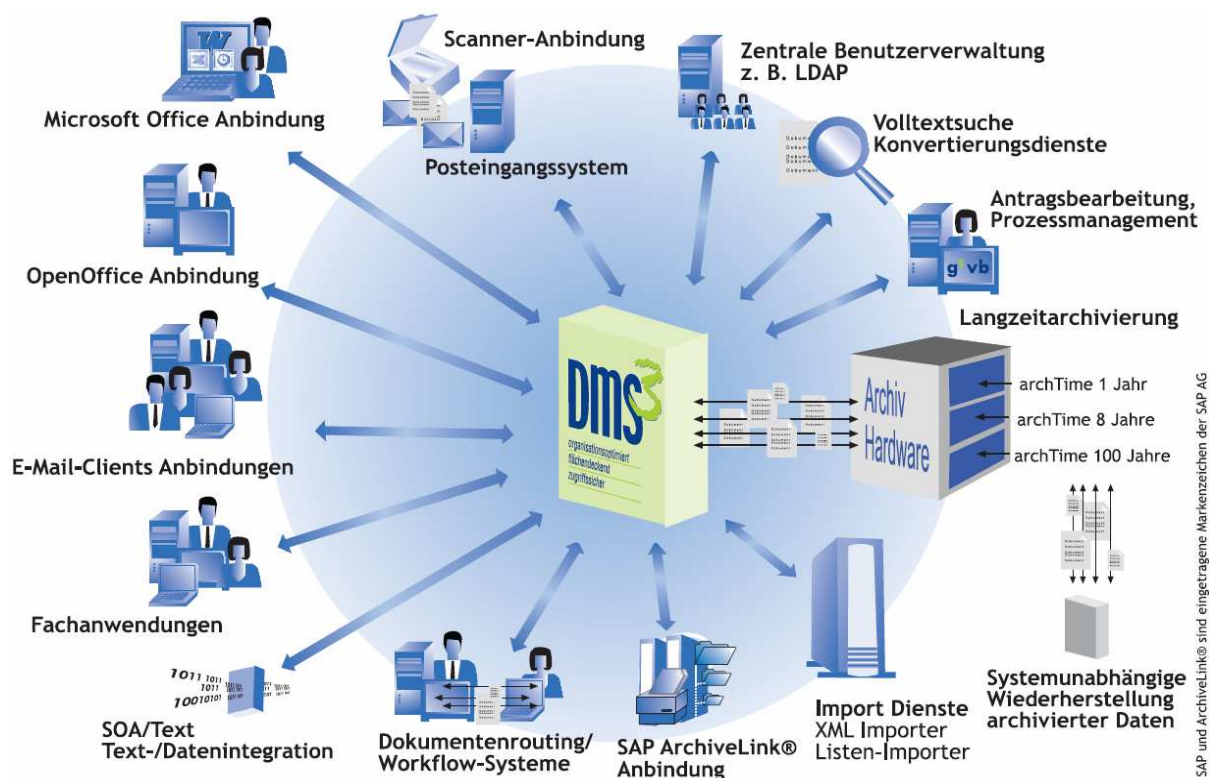 Microsoft Office Anbindung
Scanner-Anbindung
Posteingangssystem
Zentrale Benutzerverwaltung
z. B. LDAP
Volltextsuche
Konvertierungsdienste
Antragsbearbeitung,
Prozessmanagement
OpenOffice Anbindung
Langzeitarchivierung
DMS3
organisationsoptimiert
flächendeckend
zugriffssicher
Archiv
Hardware
archTime 1 Jahr
archTime 8 Jahre
archTime 100 Jahre
E-Mail-Clients Anbindungen
Fachanwendungen
SOA/Text
Text-/Datenintegration
Dokumentenrouting/
Workflow-Systeme
SAP ArchiveLink®
Anbindung
Import Dienste
XML Importer
Listen-Importer
Systemunabhängige
Wiederherstellung
archivierter Daten
SAP und ArchiveLink® sind eingetragene Markenzeichen der SAP AG